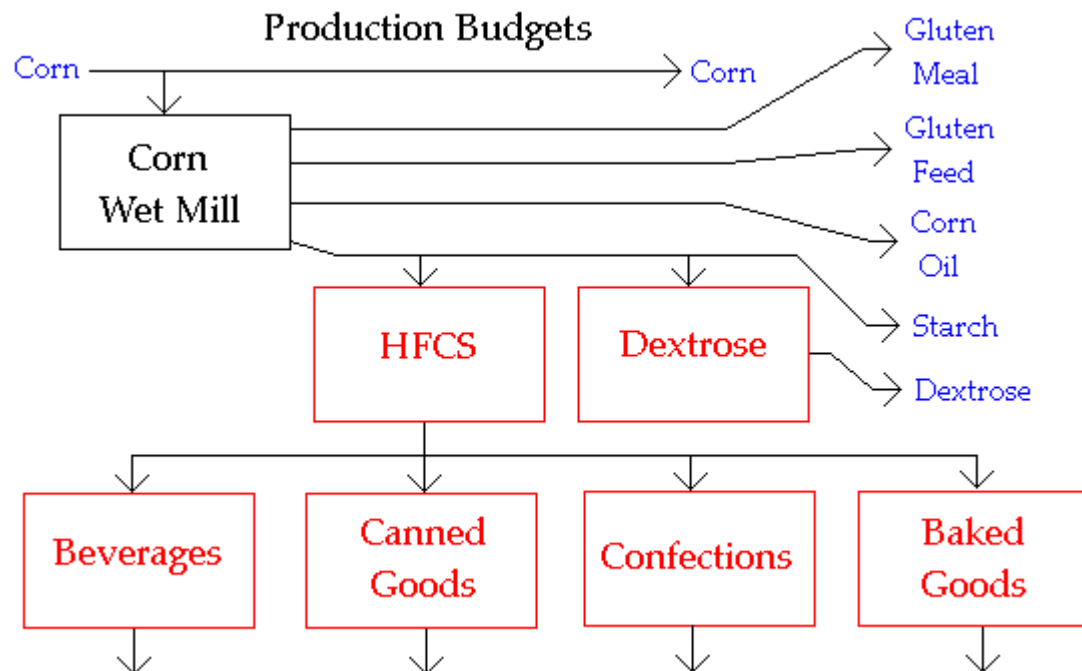 Production Budgets
Corn
Corn
Gluten
Meal
Corn
Wet Mill
Gluten
Feed
Corn
Oil
HFCS
Dextrose
Starch
Dextrose
Beverages
Canned
Goods
Confections
Baked
Goods